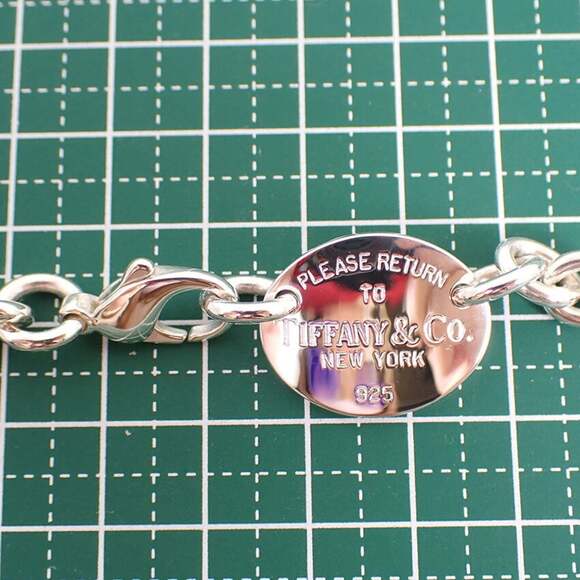 PLEASE RETURN
TO
TIFFANY & CO.
NEW YORK
925